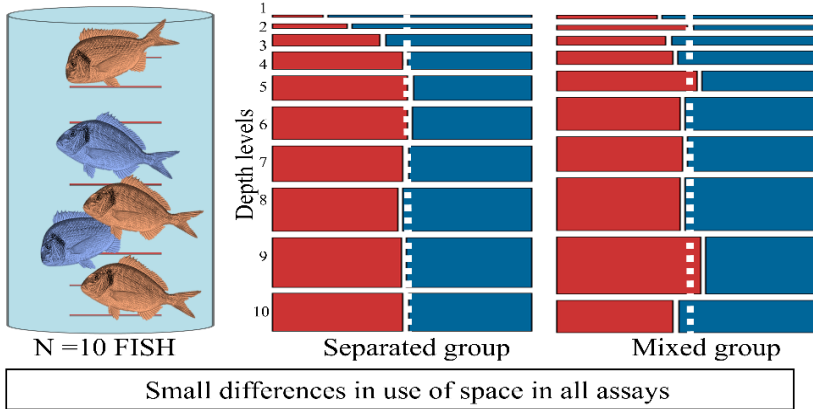 1
2
3
4
5
6
7
8
9
10
Depth levels
N =10 FISH
Separated group
Mixed group
Small differences in use of space in all assays